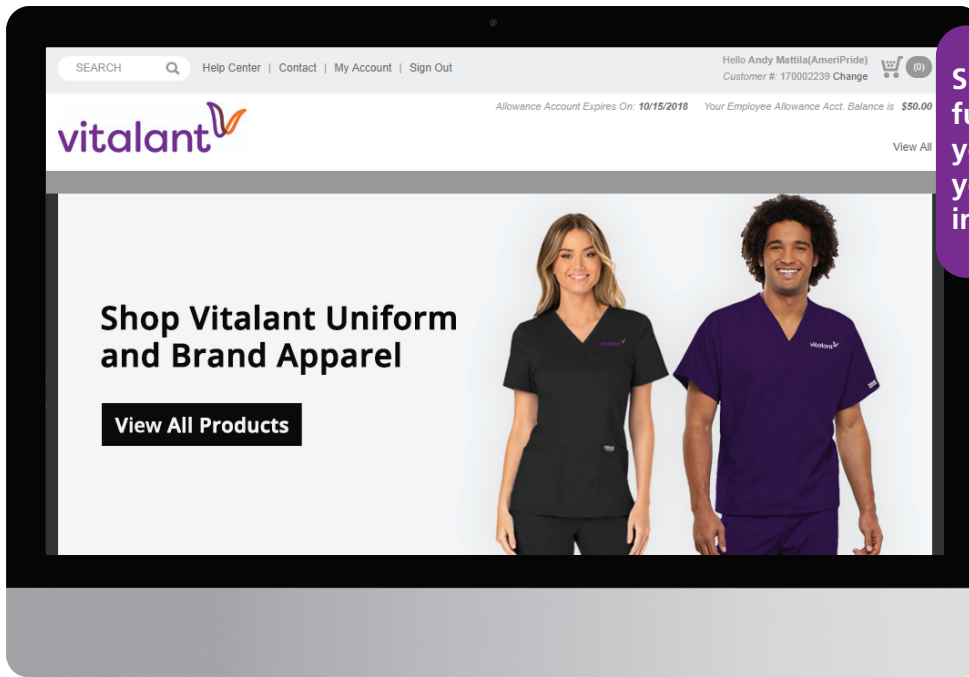 SEARCH Help Center | Contact | My Account | Sign Out
Hello Andy Mattila(AmeriPride)
Customer #: 170002239 Change
(0)
vitalant
Allowance Account Expires On: 10/15/2018 Your Employee Allowance Acct. Balance is $50.00
View All
Shop Vitalant Uniform
and Brand Apparel
View All Products
vitalant
vitalant